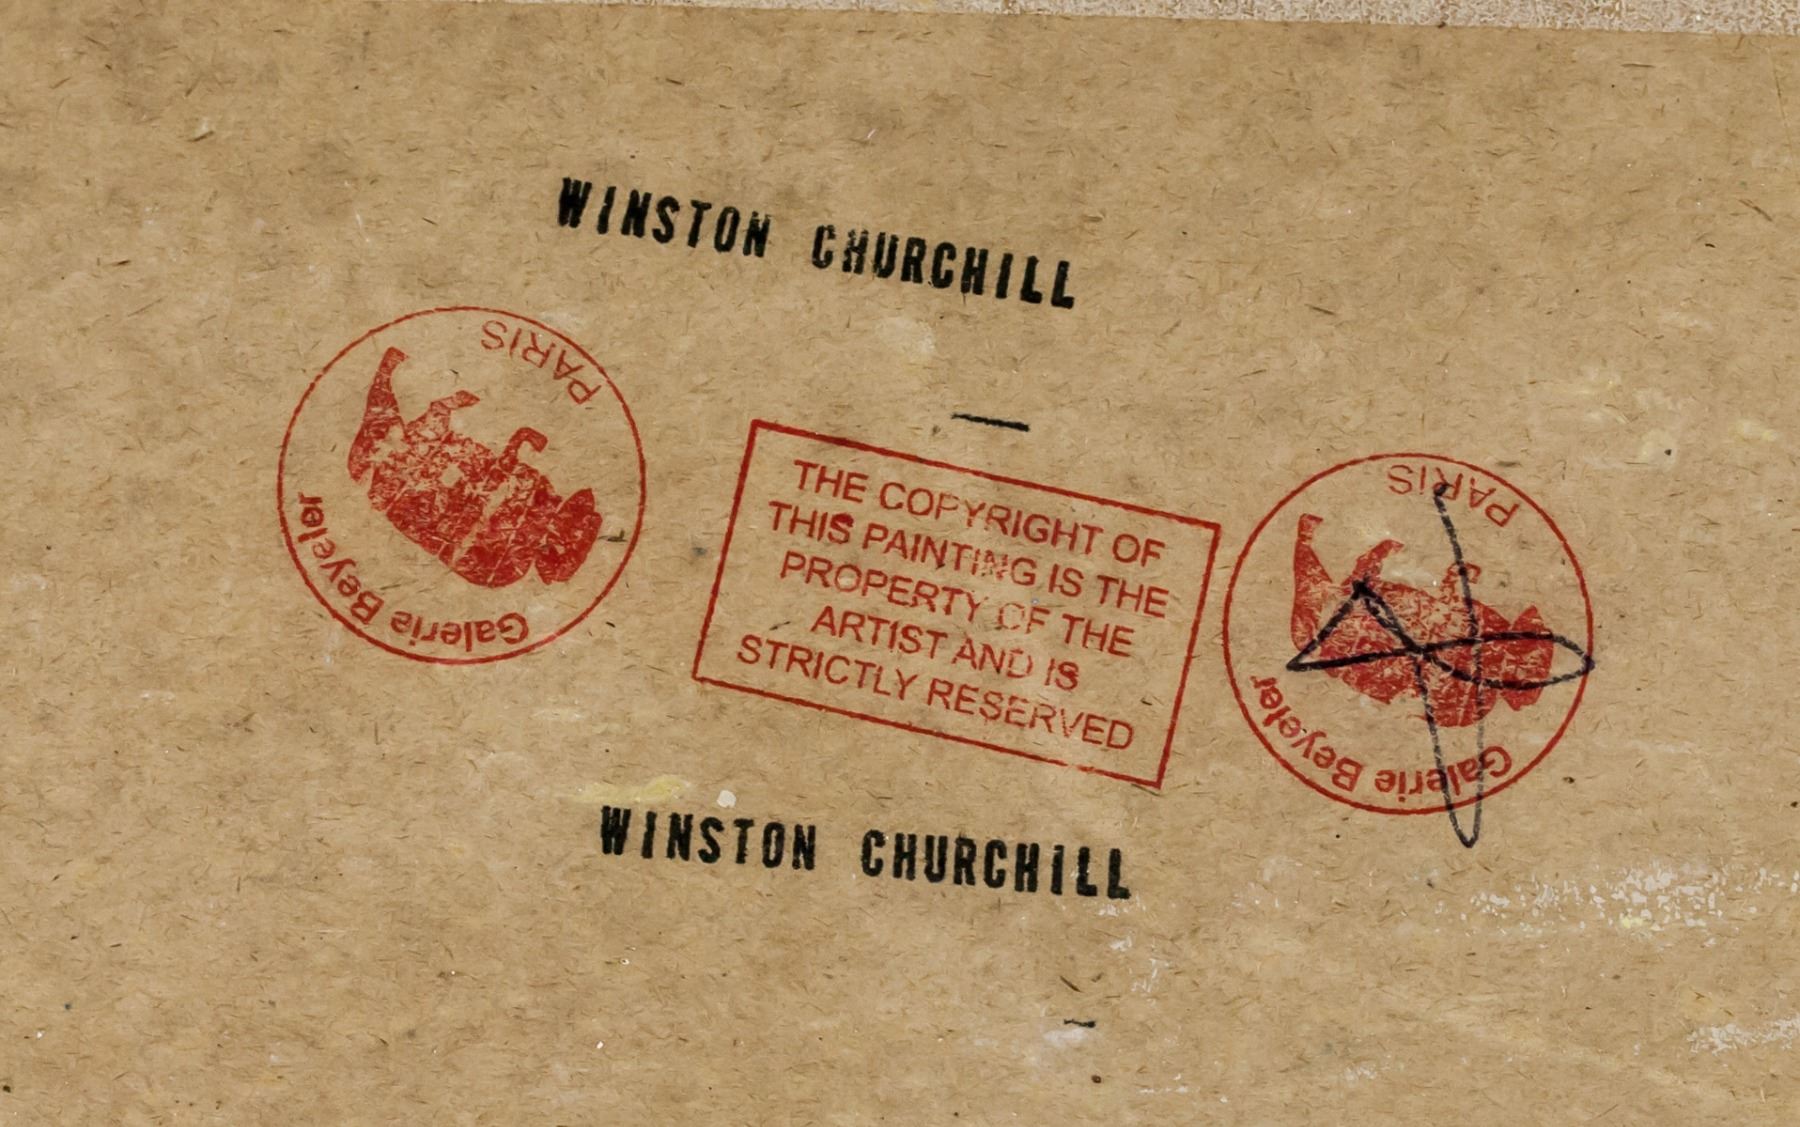 WINSTON CHURCHILL
PARIS
Galerie Beyeler
THE COPYRIGHT OF
THIS PAINTING IS THE
PROPERTY OF THE
ARTIST AND IS
STRICTLY RESERVED
PARIS
Galerie Beyeler
WINSTON CHURCHILL